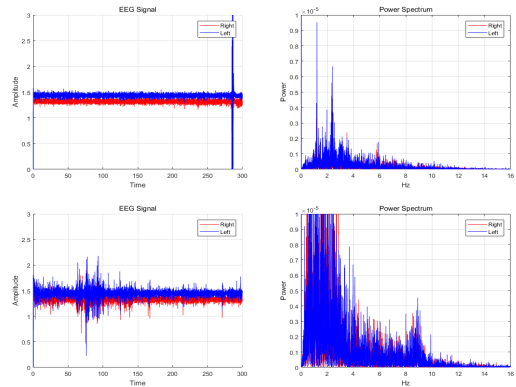 EEG Signal
Amplitude
3
2.5
2
1.5
1
0.5
0
0 50 100 150 200 250 300
Time
Right
Left
×10⁻⁵
Power Spectrum
Power
1
0.9
0.8
0.7
0.6
0.5
0.4
0.3
0.2
0.1
0
0 2 4 6 8 10 12 14 16
Hz
Right
Left
EEG Signal
Amplitude
3
2.5
2
1.5
1
0.5
0
0 50 100 150 200 250 300
Time
Right
Left
×10⁻⁵
Power Spectrum
Power
1
0.9
0.8
0.7
0.6
0.5
0.4
0.3
0.2
0.1
0
0 2 4 6 8 10 12 14 16
Hz
Right
Left